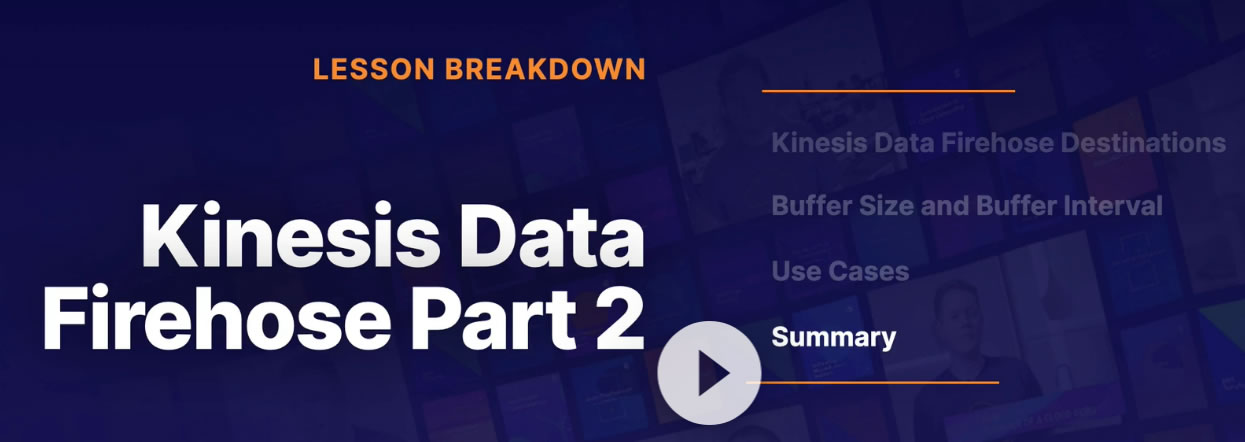 LESSON BREAKDOWN
Kinesis Data
Firehose Part 2
Kinesis Data Firehose Destinations
Buffer Size and Buffer Interval
Use Cases
Summary